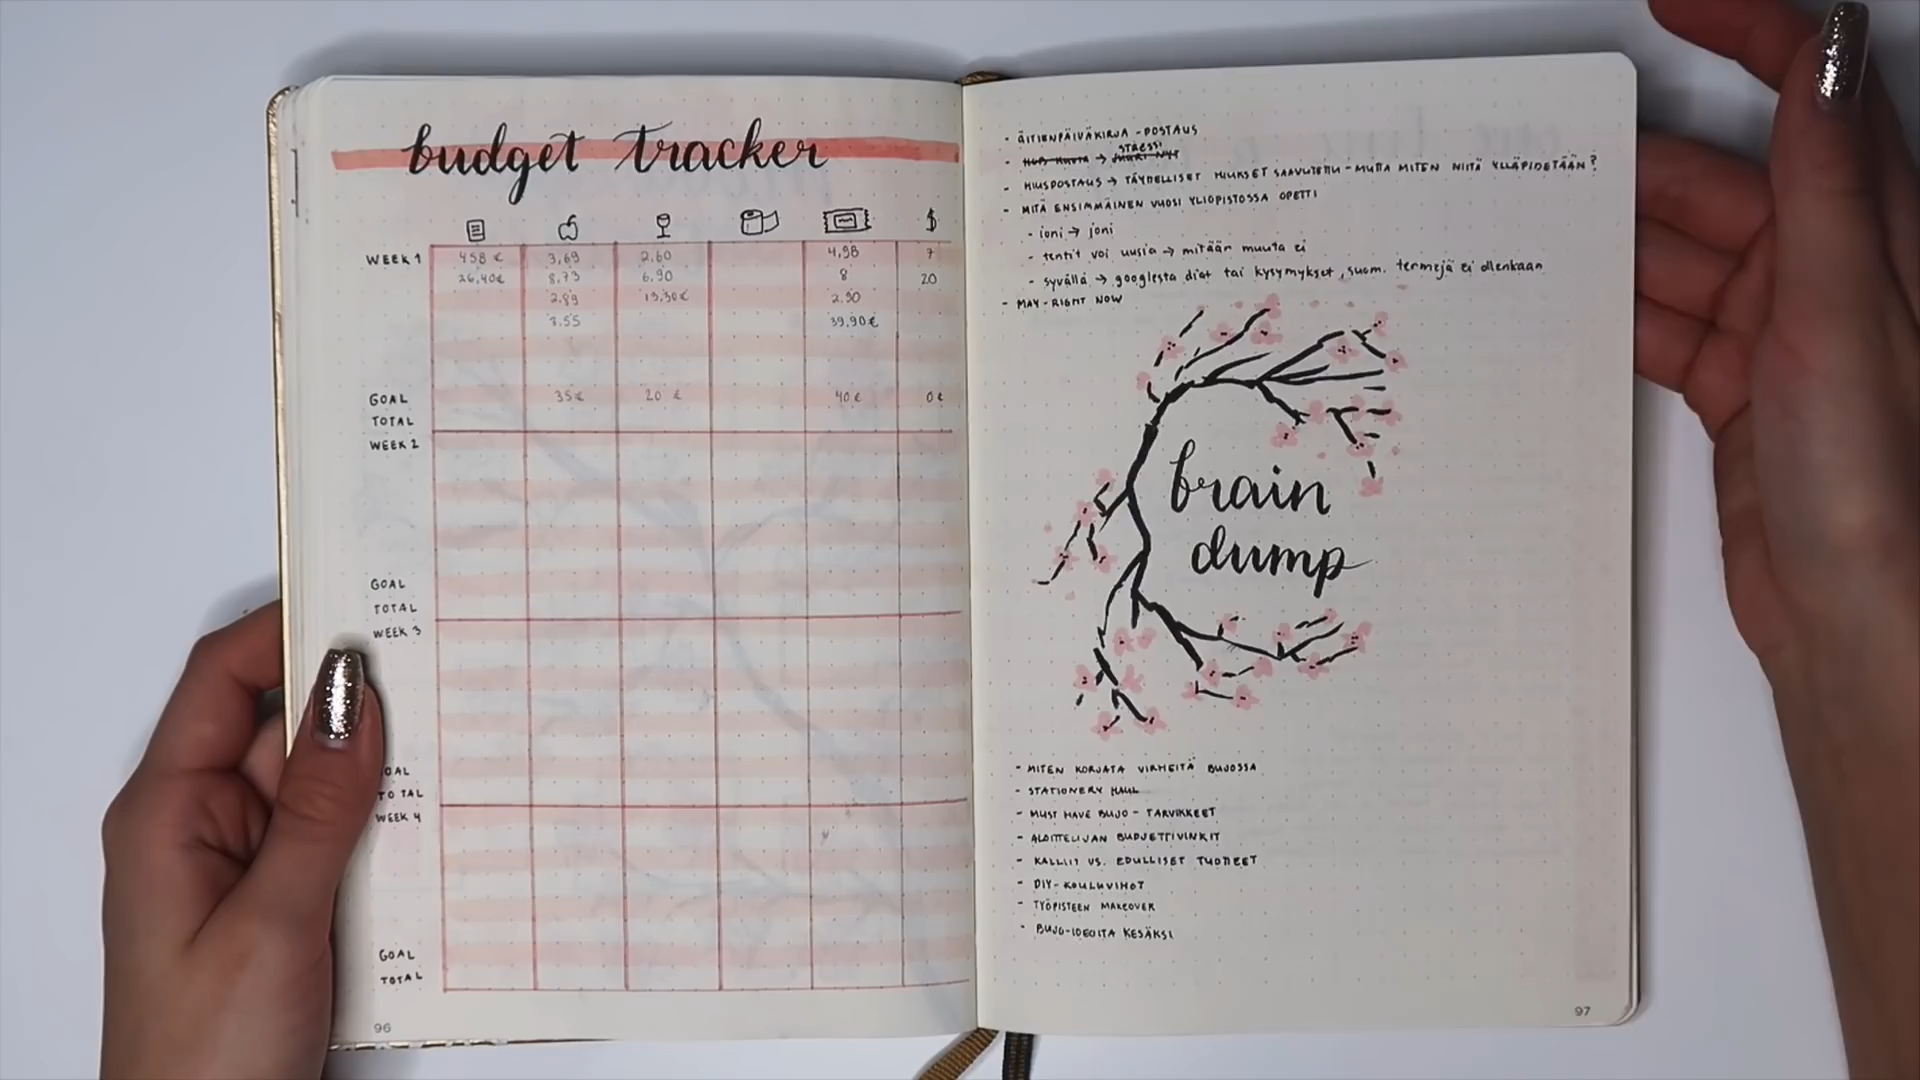 budget tracker
$
WEEK 1 458 € 3,69 2.60 4,98 7
26,40€ 8,73 6,90 8 20
2,89 13,30€ 2.90
3,55 39,90€
GOAL 35€ 20 € 40 € 0€
TOTAL
WEEK 2
GOAL
TOTAL
WEEK 3
OAL
TOTAL
WEEK 4
GOAL
TOTAL
96
- ÄITIENPÄIVÄKIRJA - POSTAUS
STRESSI
- HIUSPOSTAUS → TÄYDELLISET HIUKSET SAAVUTETTU - MUTTA MITEN NIITÄ YLLÄPIDETÄÄN?
- MITÄ ENSIMMÄINEN VUOSI YLIOPISTOSSA OPETTI
- ioni → joni
- tentit voi uusia → mitään muuta ei
- syvällä → googlesta diat tai kysymykset, suom. termejä ei ollenkaan
- MAY - RIGHT NOW
brain
dump
- MITEN KORJATA VIRHEITÄ BUJOSSA
- STATIONERY HAUL
- MUST HAVE BUJO - TARVIKKEET
- ALOITTELIJAN BUDJETTIVINKIT
- KALLIIT VS. EDULLISET TUOTTEET
- DIY-KOULUVIHOT
- TYÖPISTEEN MAKEOVER
- BUJO-IDEOITA KESÄKSI
97